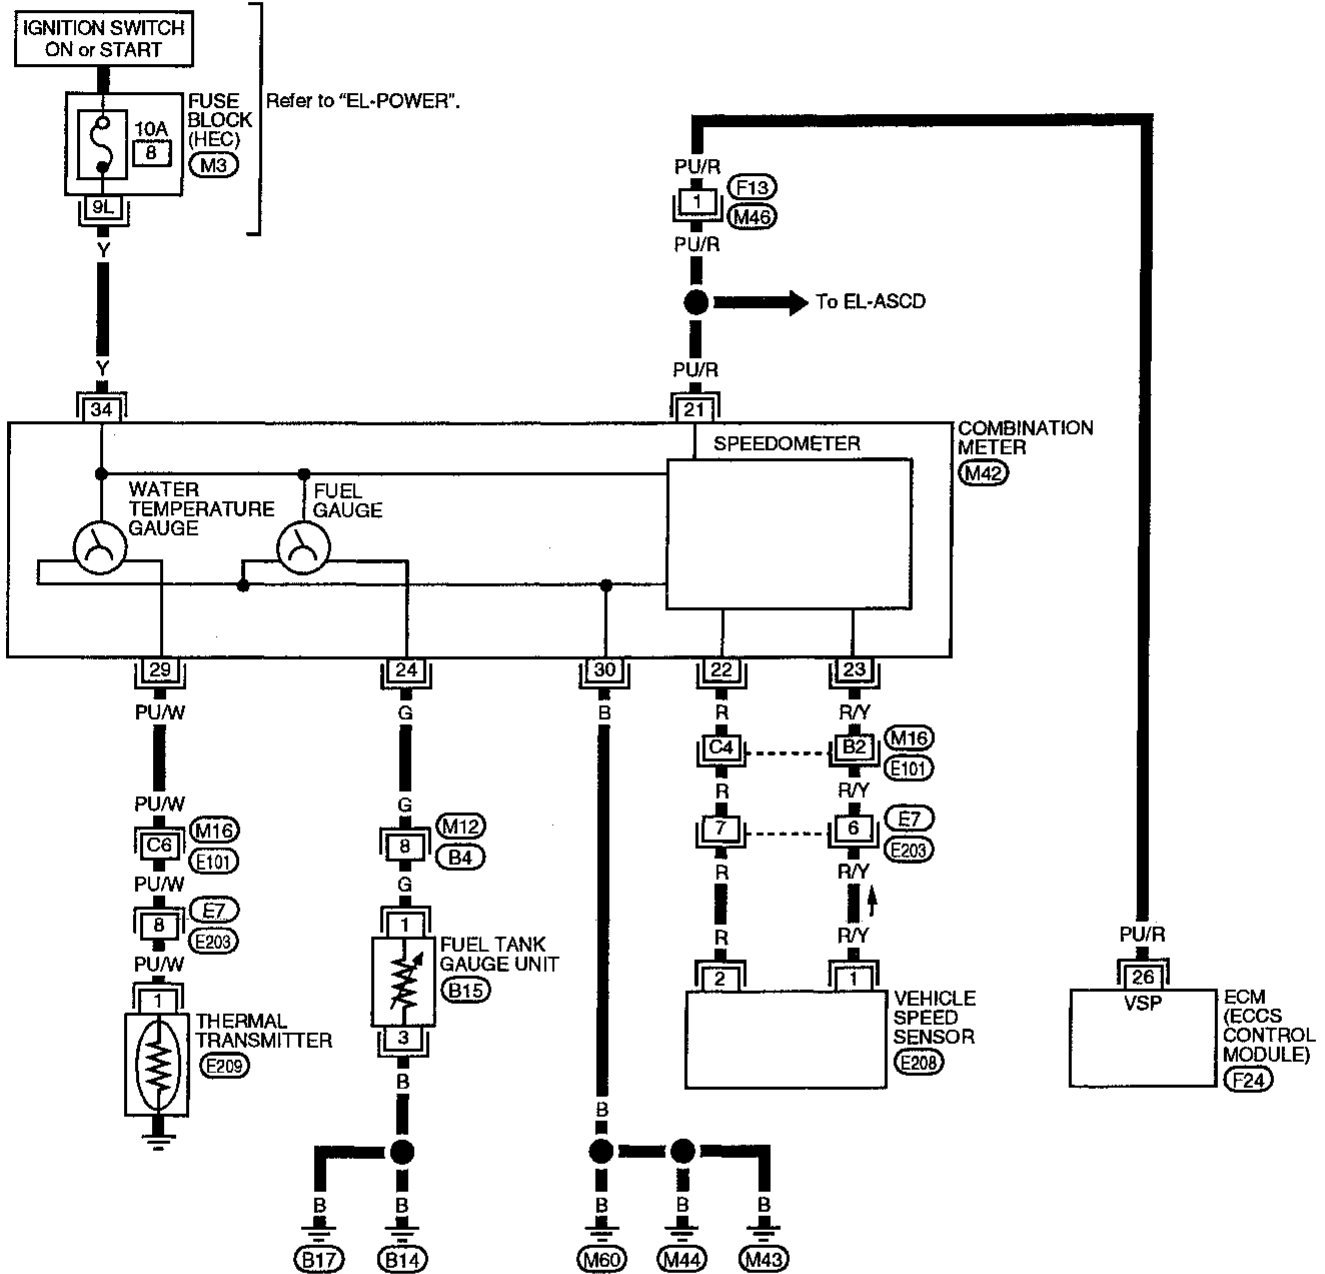 IGNITION SWITCH
ON or START
FUSE
BLOCK
(HEC)
M3
10A
8
9L
Refer to "EL-POWER".
Y
Y
34
PU/R
1
F13
M46
PU/R
To EL-ASCD
PU/R
21
COMBINATION
METER
M42
SPEEDOMETER
WATER
TEMPERATURE
GAUGE
FUEL
GAUGE
29
24
30
22
23
PU/W
G
B
R
R/Y
C4
B2
M16
E101
R
R/Y
7
6
E7
E203
R
R/Y
R
R/Y
2
1
VEHICLE
SPEED
SENSOR
E208
PU/W
C6
M16
E101
PU/W
8
E7
E203
PU/W
1
THERMAL
TRANSMITTER
E209
G
8
M12
B4
G
1
FUEL TANK
GAUGE UNIT
B15
3
B
B
B
B17
B14
B
B
B
B
M60
M44
M43
PU/R
26
VSP
ECM
(ECCS
CONTROL
MODULE)
F24